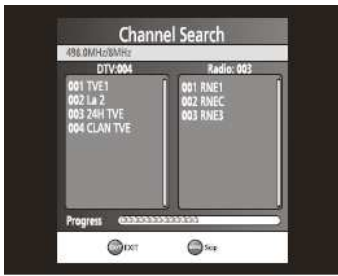 Channel Search
498.0MHz/8MHz
DTV:004
Radio: 003
001 TVE1
002 La 2
003 24H TVE
004 CLAN TVE
001 RNE1
002 RNEC
003 RNE3
Progress
EXIT
Skip